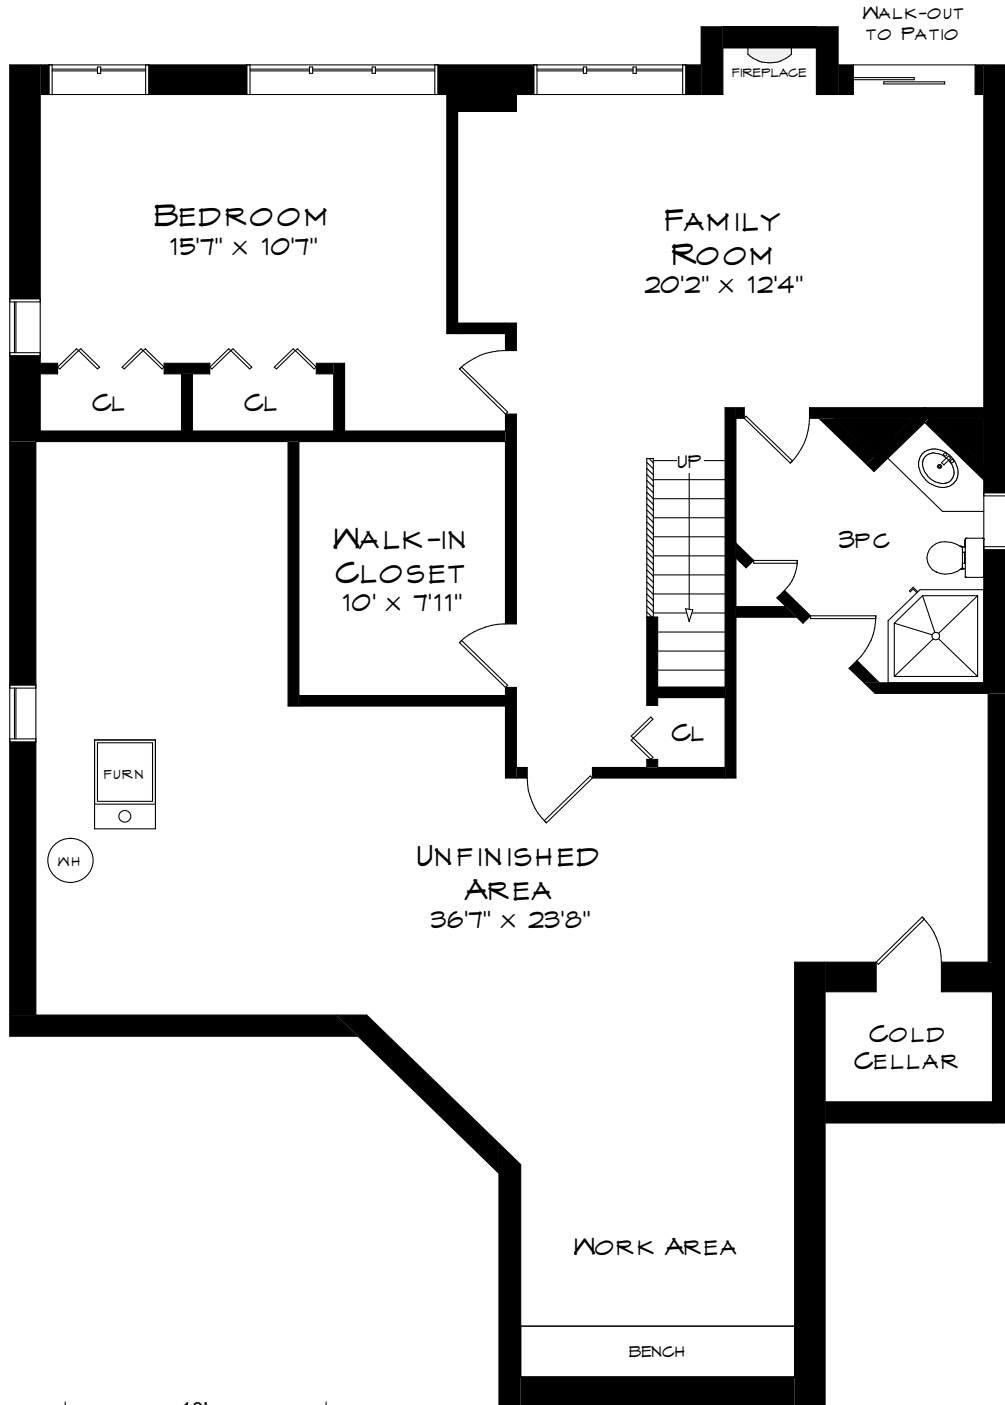 WALK-OUT
TO PATIO
FIREPLACE
BEDROOM
15'7" x 10'7"
FAMILY
ROOM
20'2" x 12'4"
CL
CL
UP
WALK-IN
CLOSET
10' x 7'11"
3PC
CL
FURN
WH
UNFINISHED
AREA
36'7" x 23'8"
COLD
CELLAR
WORK AREA
BENCH